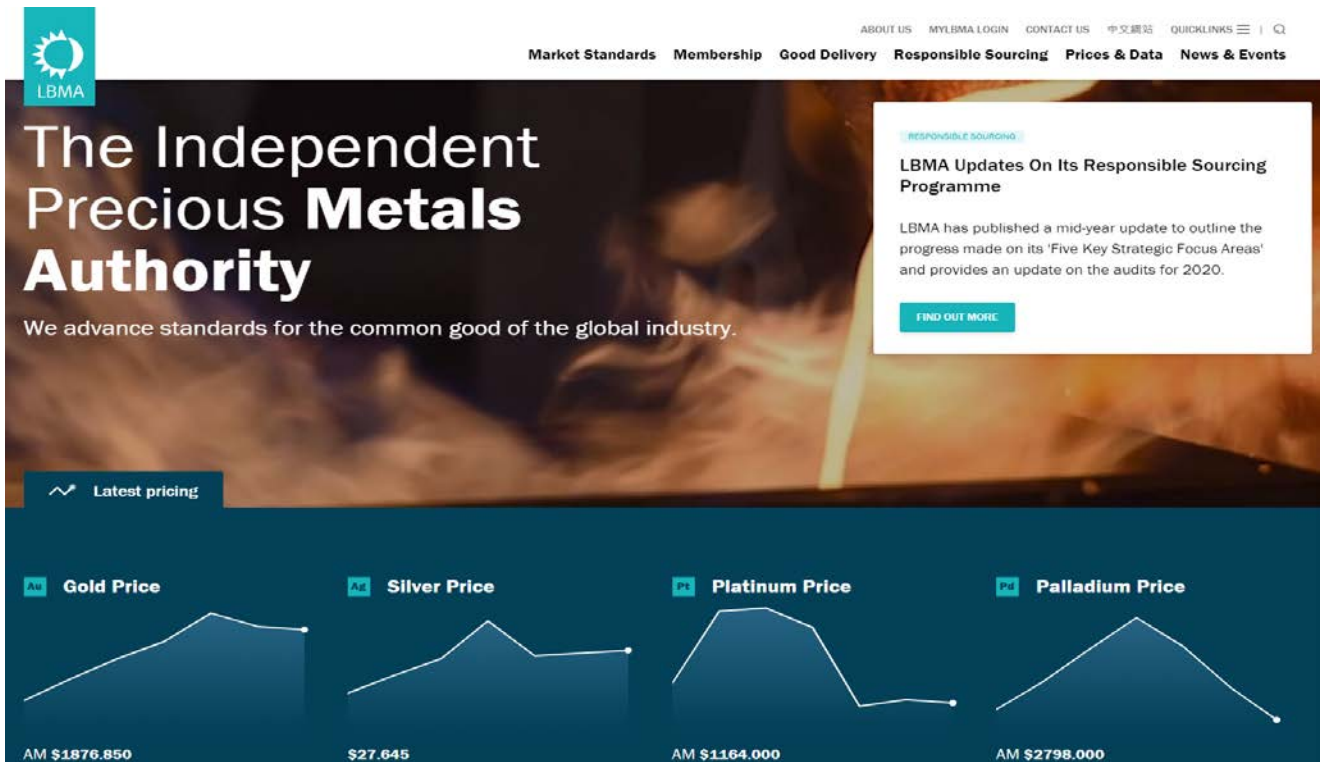 LBMA
ABOUT US MYLBMA LOGIN CONTACT US 中文網站 QUICKLINKS
Market Standards Membership Good Delivery Responsible Sourcing Prices & Data News & Events
The Independent
Precious Metals
Authority
We advance standards for the common good of the global industry.
RESPONSIBLE SOURCING
LBMA Updates On Its Responsible Sourcing
Programme
LBMA has published a mid-year update to outline the
progress made on its 'Five Key Strategic Focus Areas'
and provides an update on the audits for 2020.
FIND OUT MORE
Latest pricing
Au Gold Price
AM $1876.850
Ag Silver Price
$27.645
Pt Platinum Price
AM $1164.000
Pd Palladium Price
AM $2798.000